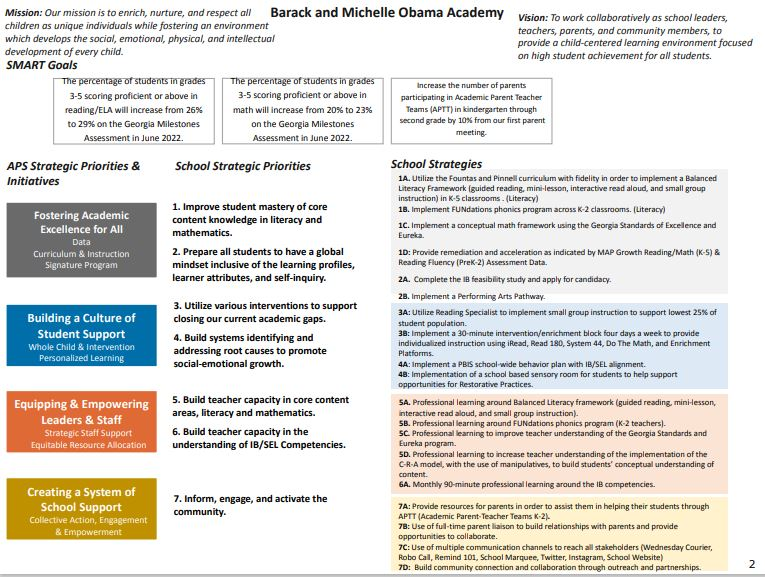 Mission: Our mission is to enrich, nurture, and respect all
children as unique individuals while fostering an environment
which develops the social, emotional, physical, and intellectual
development of every child.
Barack and Michelle Obama Academy
Vision: To work collaboratively as school leaders,
teachers, parents, and community members, to
provide a child-centered learning environment focused
on high student achievement for all students.
SMART Goals
The percentage of students in grades
3-5 scoring proficient or above in
reading/ELA will increase from 26%
to 29% on the Georgia Milestones
Assessment in June 2022.
The percentage of students in grades
3-5 scoring proficient or above in
math will increase from 20% to 23%
on the Georgia Milestones
Assessment in June 2022.
Increase the number of parents
participating in Academic Parent Teacher
Teams (APTT) in kindergarten through
second grade by 10% from our first parent
meeting.
APS Strategic Priorities &
Initiatives
School Strategic Priorities
School Strategies
Fostering Academic
Excellence for All
Data
Curriculum & Instruction
Signature Program
1. Improve student mastery of core
content knowledge in literacy and
mathematics.
2. Prepare all students to have a global
mindset inclusive of the learning profiles,
learner attributes, and self-inquiry.
1A. Utilize the Fountas and Pinnell curriculum with fidelity in order to implement a Balanced
Literacy Framework (guided reading, mini-lesson, interactive read aloud, and small group
instruction) in K-5 classrooms . (Literacy)
1B. Implement FUNdations phonics program across K-2 classrooms. (Literacy)
1C. Implement a conceptual math framework using the Georgia Standards of Excellence and
Eureka.
1D: Provide remediation and acceleration as indicated by MAP Growth Reading/Math (K-5) &
Reading Fluency (PreK-2) Assessment Data.
2A. Complete the IB feasibility study and apply for candidacy.
2B. Implement a Performing Arts Pathway.
Building a Culture of
Student Support
Whole Child & Intervention
Personalized Learning
3. Utilize various interventions to support
closing our current academic gaps.
4. Build systems identifying and
addressing root causes to promote
social-emotional growth.
3A: Utilize Reading Specialist to implement small group instruction to support lowest 25% of
student population.
3B: Implement a 30-minute intervention/enrichment block four days a week to provide
individualized instruction using iRead, Read 180, System 44, Do The Math, and Enrichment
Platforms.
4A: Implement a PBIS school-wide behavior plan with IB/SEL alignment.
4B: Implementation of a school based sensory room for students to help support
opportunities for Restorative Practices.
Equipping & Empowering
Leaders & Staff
Strategic Staff Support
Equitable Resource Allocation
5. Build teacher capacity in core content
areas, literacy and mathematics.
6. Build teacher capacity in the
understanding of IB/SEL Competencies.
5A. Professional learning around Balanced Literacy framework (guided reading, mini-lesson,
interactive read aloud, and small group instruction).
5B. Professional learning around FUNdations phonics program (K-2 teachers).
5C. Professional learning to improve teacher understanding of the Georgia Standards and
Eureka program.
5D. Professional learning to increase teacher understanding of the implementation of the
C-R-A model, with the use of manipulatives, to build students' conceptual understanding of
content.
6A. Monthly 90-minute professional learning around the IB competencies.
Creating a System of
School Support
Collective Action, Engagement
& Empowerment
7. Inform, engage, and activate the
community.
7A: Provide resources for parents in order to assist them in helping their students through
APTT (Academic Parent-Teacher Teams K-2).
7B: Use of full-time parent liaison to build relationships with parents and provide
opportunities to collaborate.
7C: Use of multiple communication channels to reach all stakeholders (Wednesday Courier,
Robo Call, Remind 101, School Marquee, Twitter, Instagram, School Website)
7D: Build community connection and collaboration through outreach and partnerships.
2